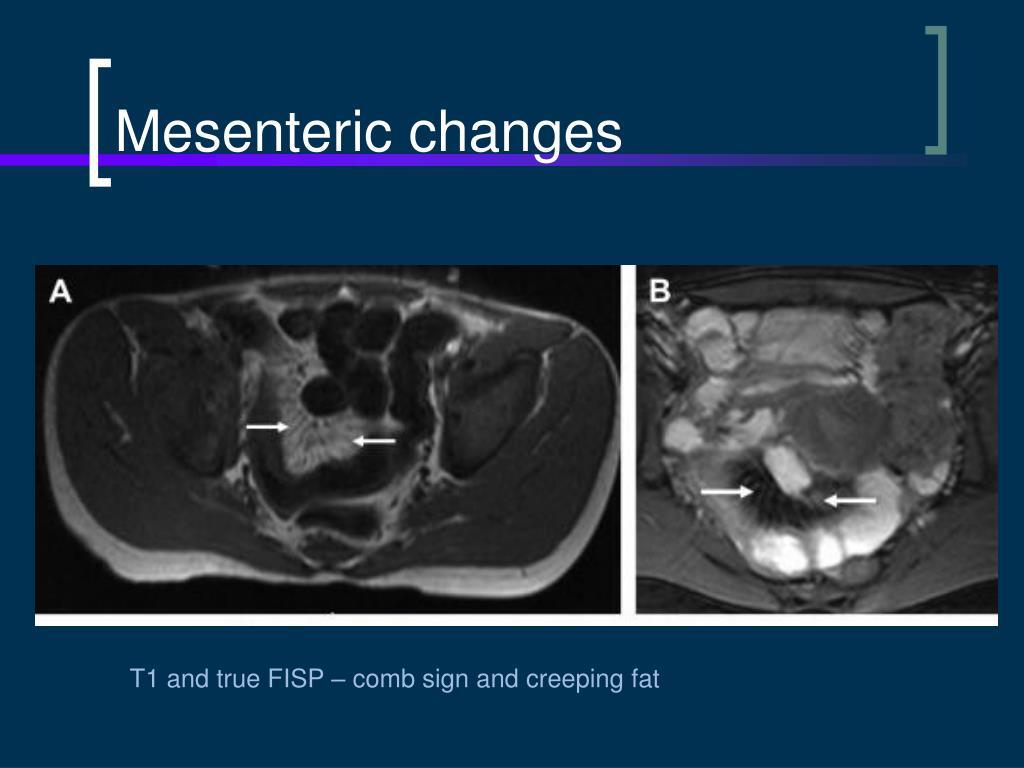 Mesenteric changes
A
B
T1 and true FISP – comb sign and creeping fat